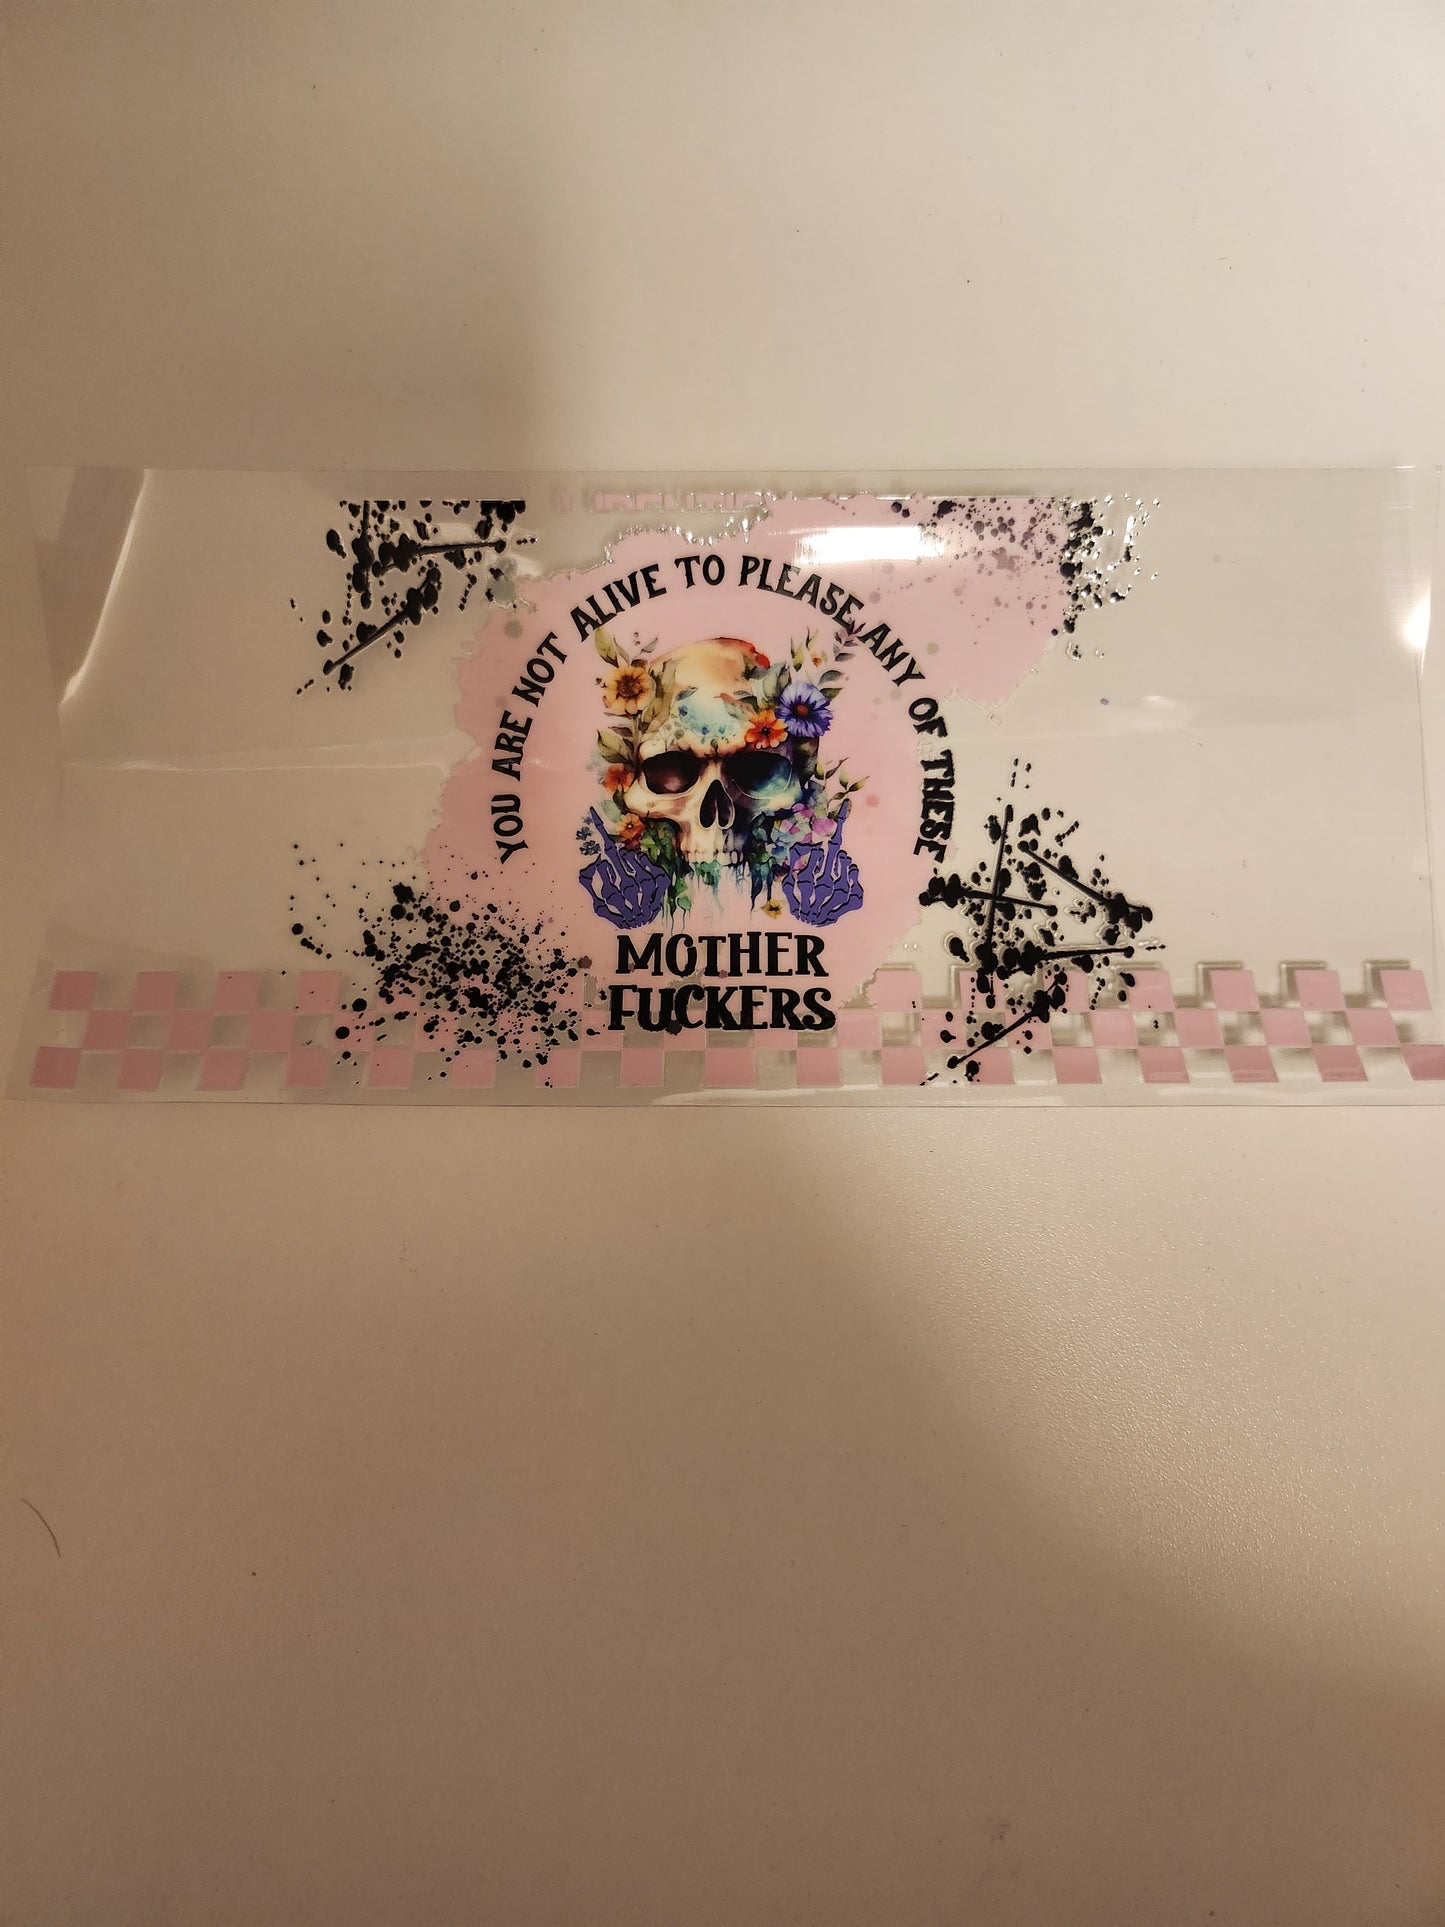 YOU ARE NOT ALIVE TO PLEASE ANY OF THESE
MOTHER
FUCKERS